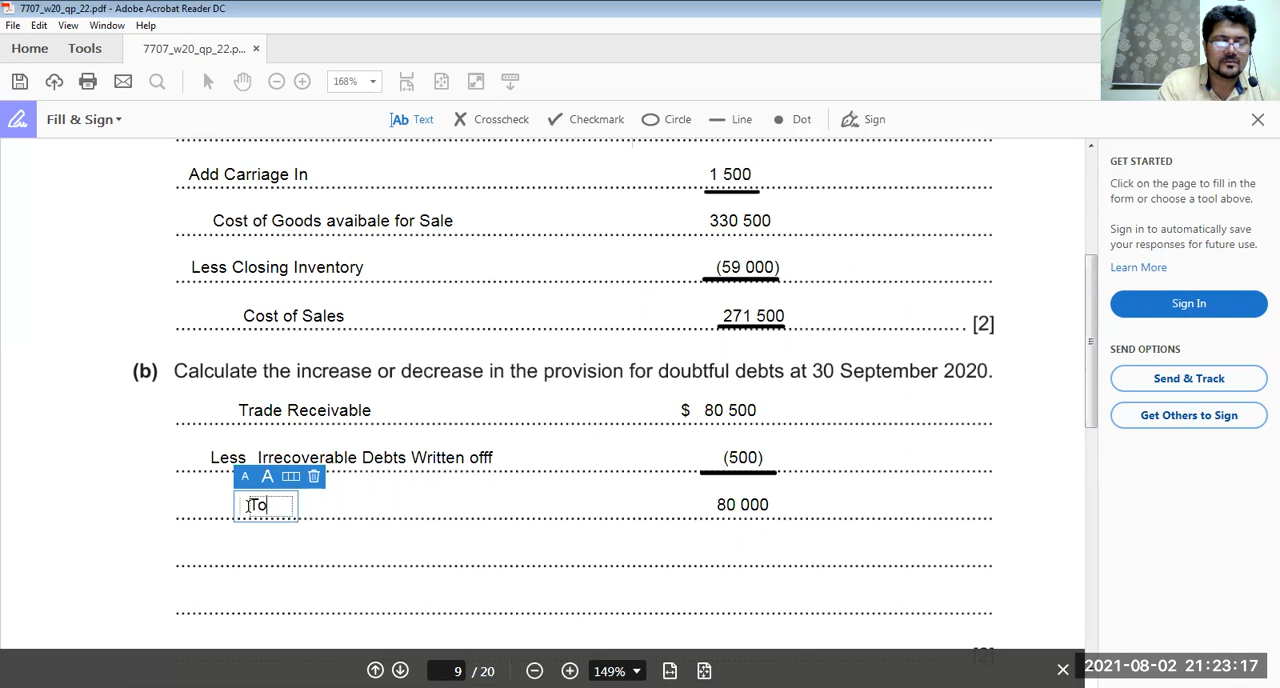 7707_w20_qp_22.pdf - Adobe Acrobat Reader DC
File Edit View Window Help
Home Tools 7707_w20_qp_22.p... ×
168%
Fill & Sign Ab Text Crosscheck Checkmark Circle Line Dot Sign
Add Carriage In 1 500
Cost of Goods avaibale for Sale 330 500
Less Closing Inventory (59 000)
Cost of Sales 271 500 [2]
(b) Calculate the increase or decrease in the provision for doubtful debts at 30 September 2020.
Trade Receivable $ 80 500
Less Irrecoverable Debts Written offf (500)
A A
To 80 000
GET STARTED
Click on the page to fill in the
form or choose a tool above.
Sign in to automatically save
your responses for future use.
Learn More
Sign In
SEND OPTIONS
Send & Track
Get Others to Sign
9 / 20 149%
2021-08-02 21:23:17